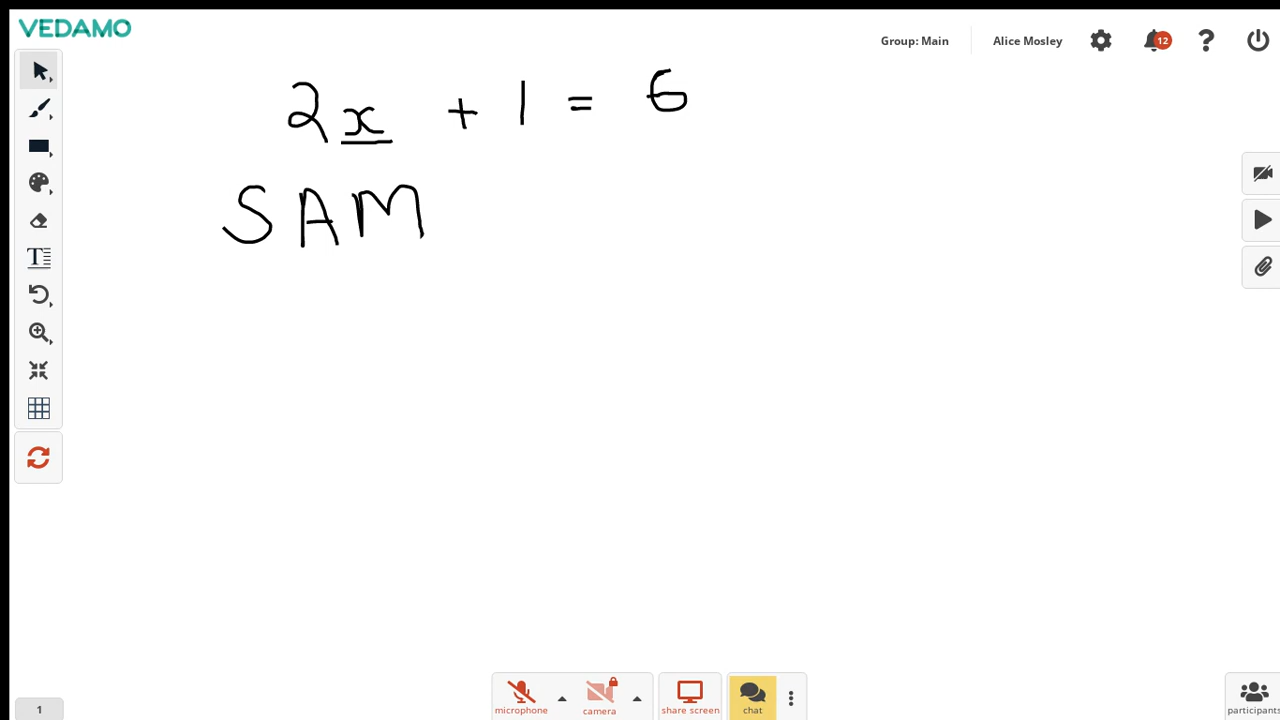 VEDAMO
Group: Main
Alice Mosley
12
?
2x + 1 = 6
SAM
T
1
microphone
camera
share screen
chat
participants